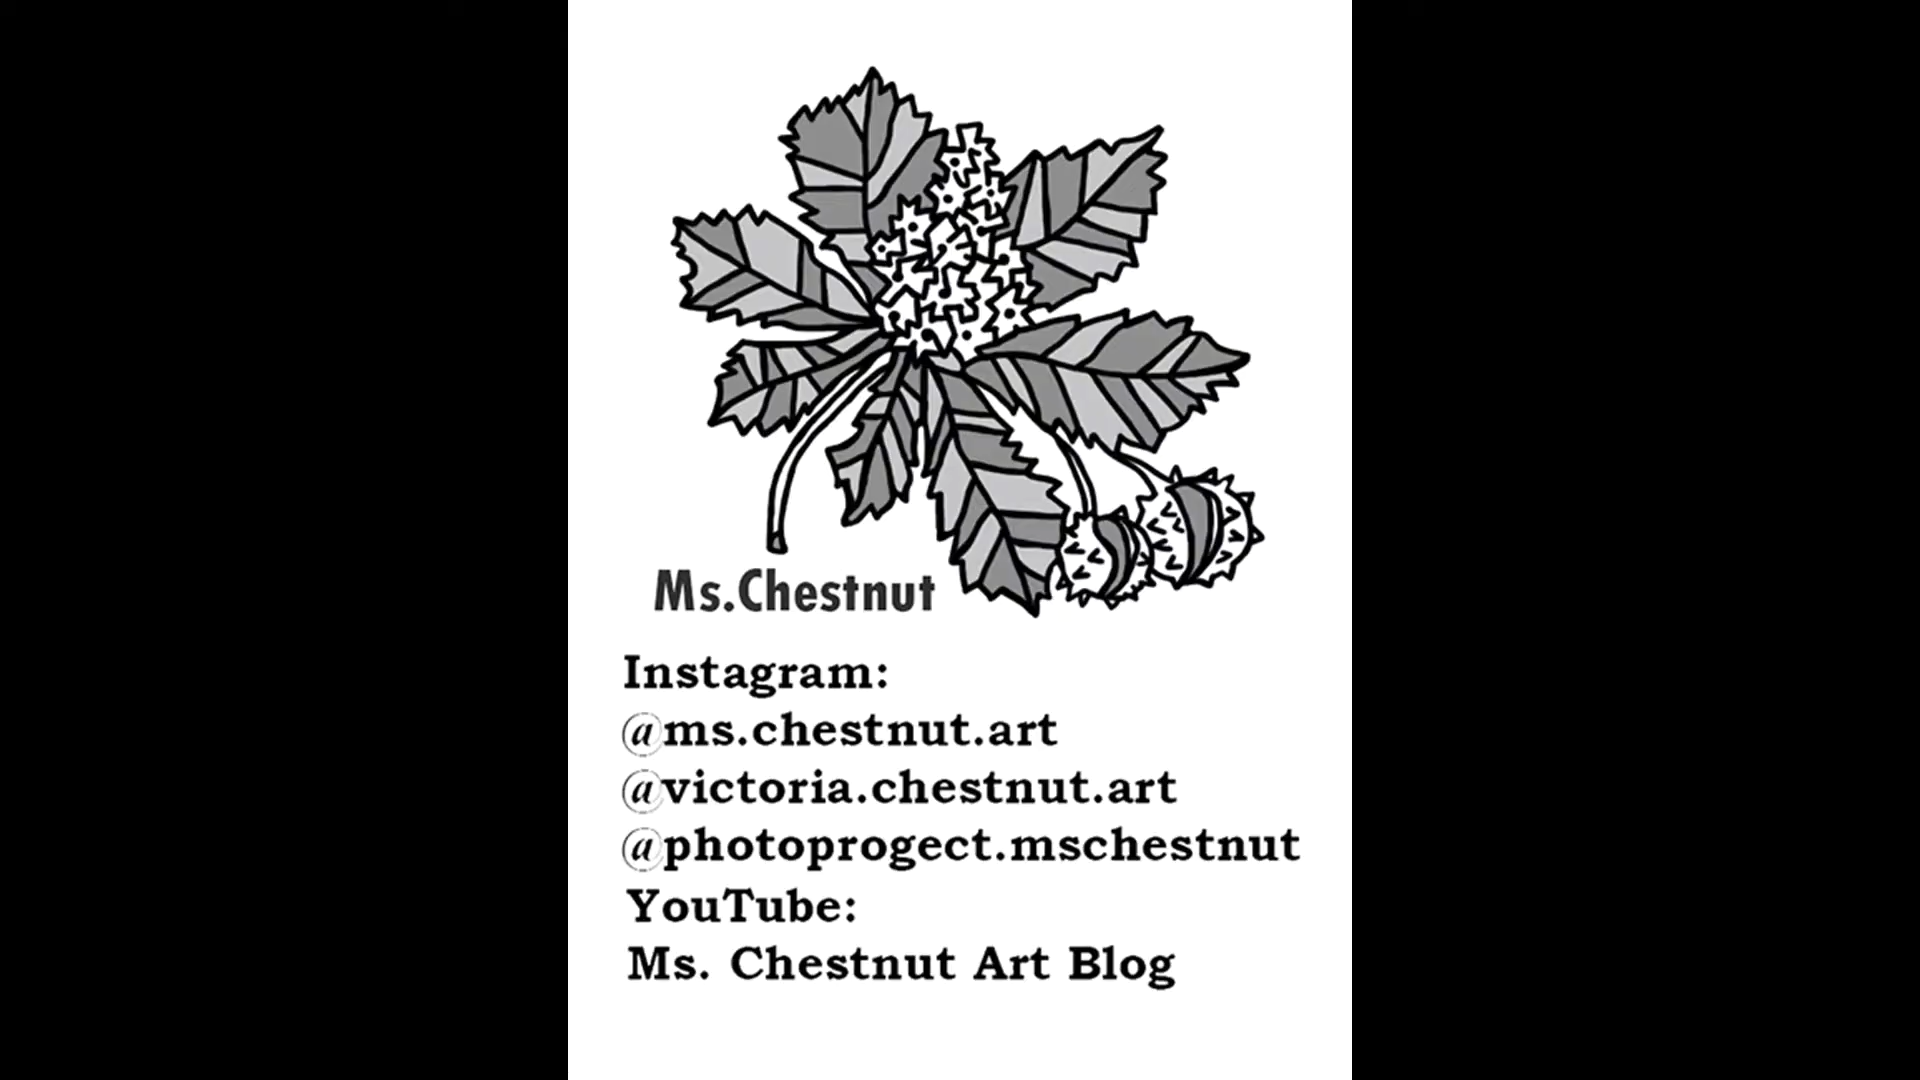 Ms.Chestnut
Instagram:
@ms.chestnut.art
@victoria.chestnut.art
@photoprogect.mschestnut
YouTube:
Ms. Chestnut Art Blog